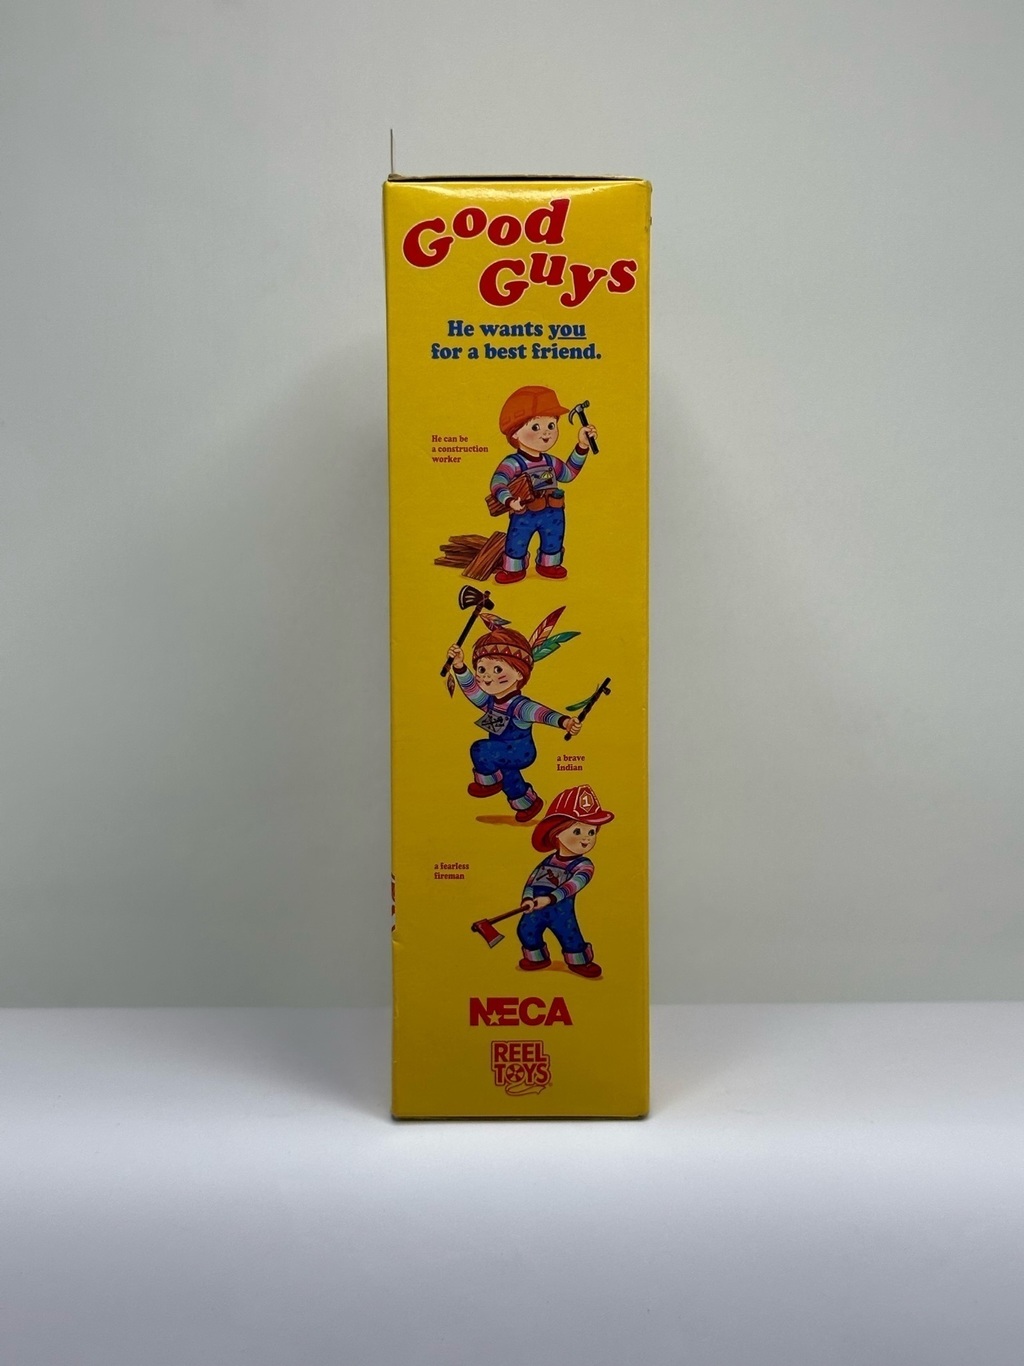 Good
Guys
He wants you
for a best friend.
He can be
a construction
worker
a brave
Indian
1
a fearless
fireman
NECA
REEL
TOYS